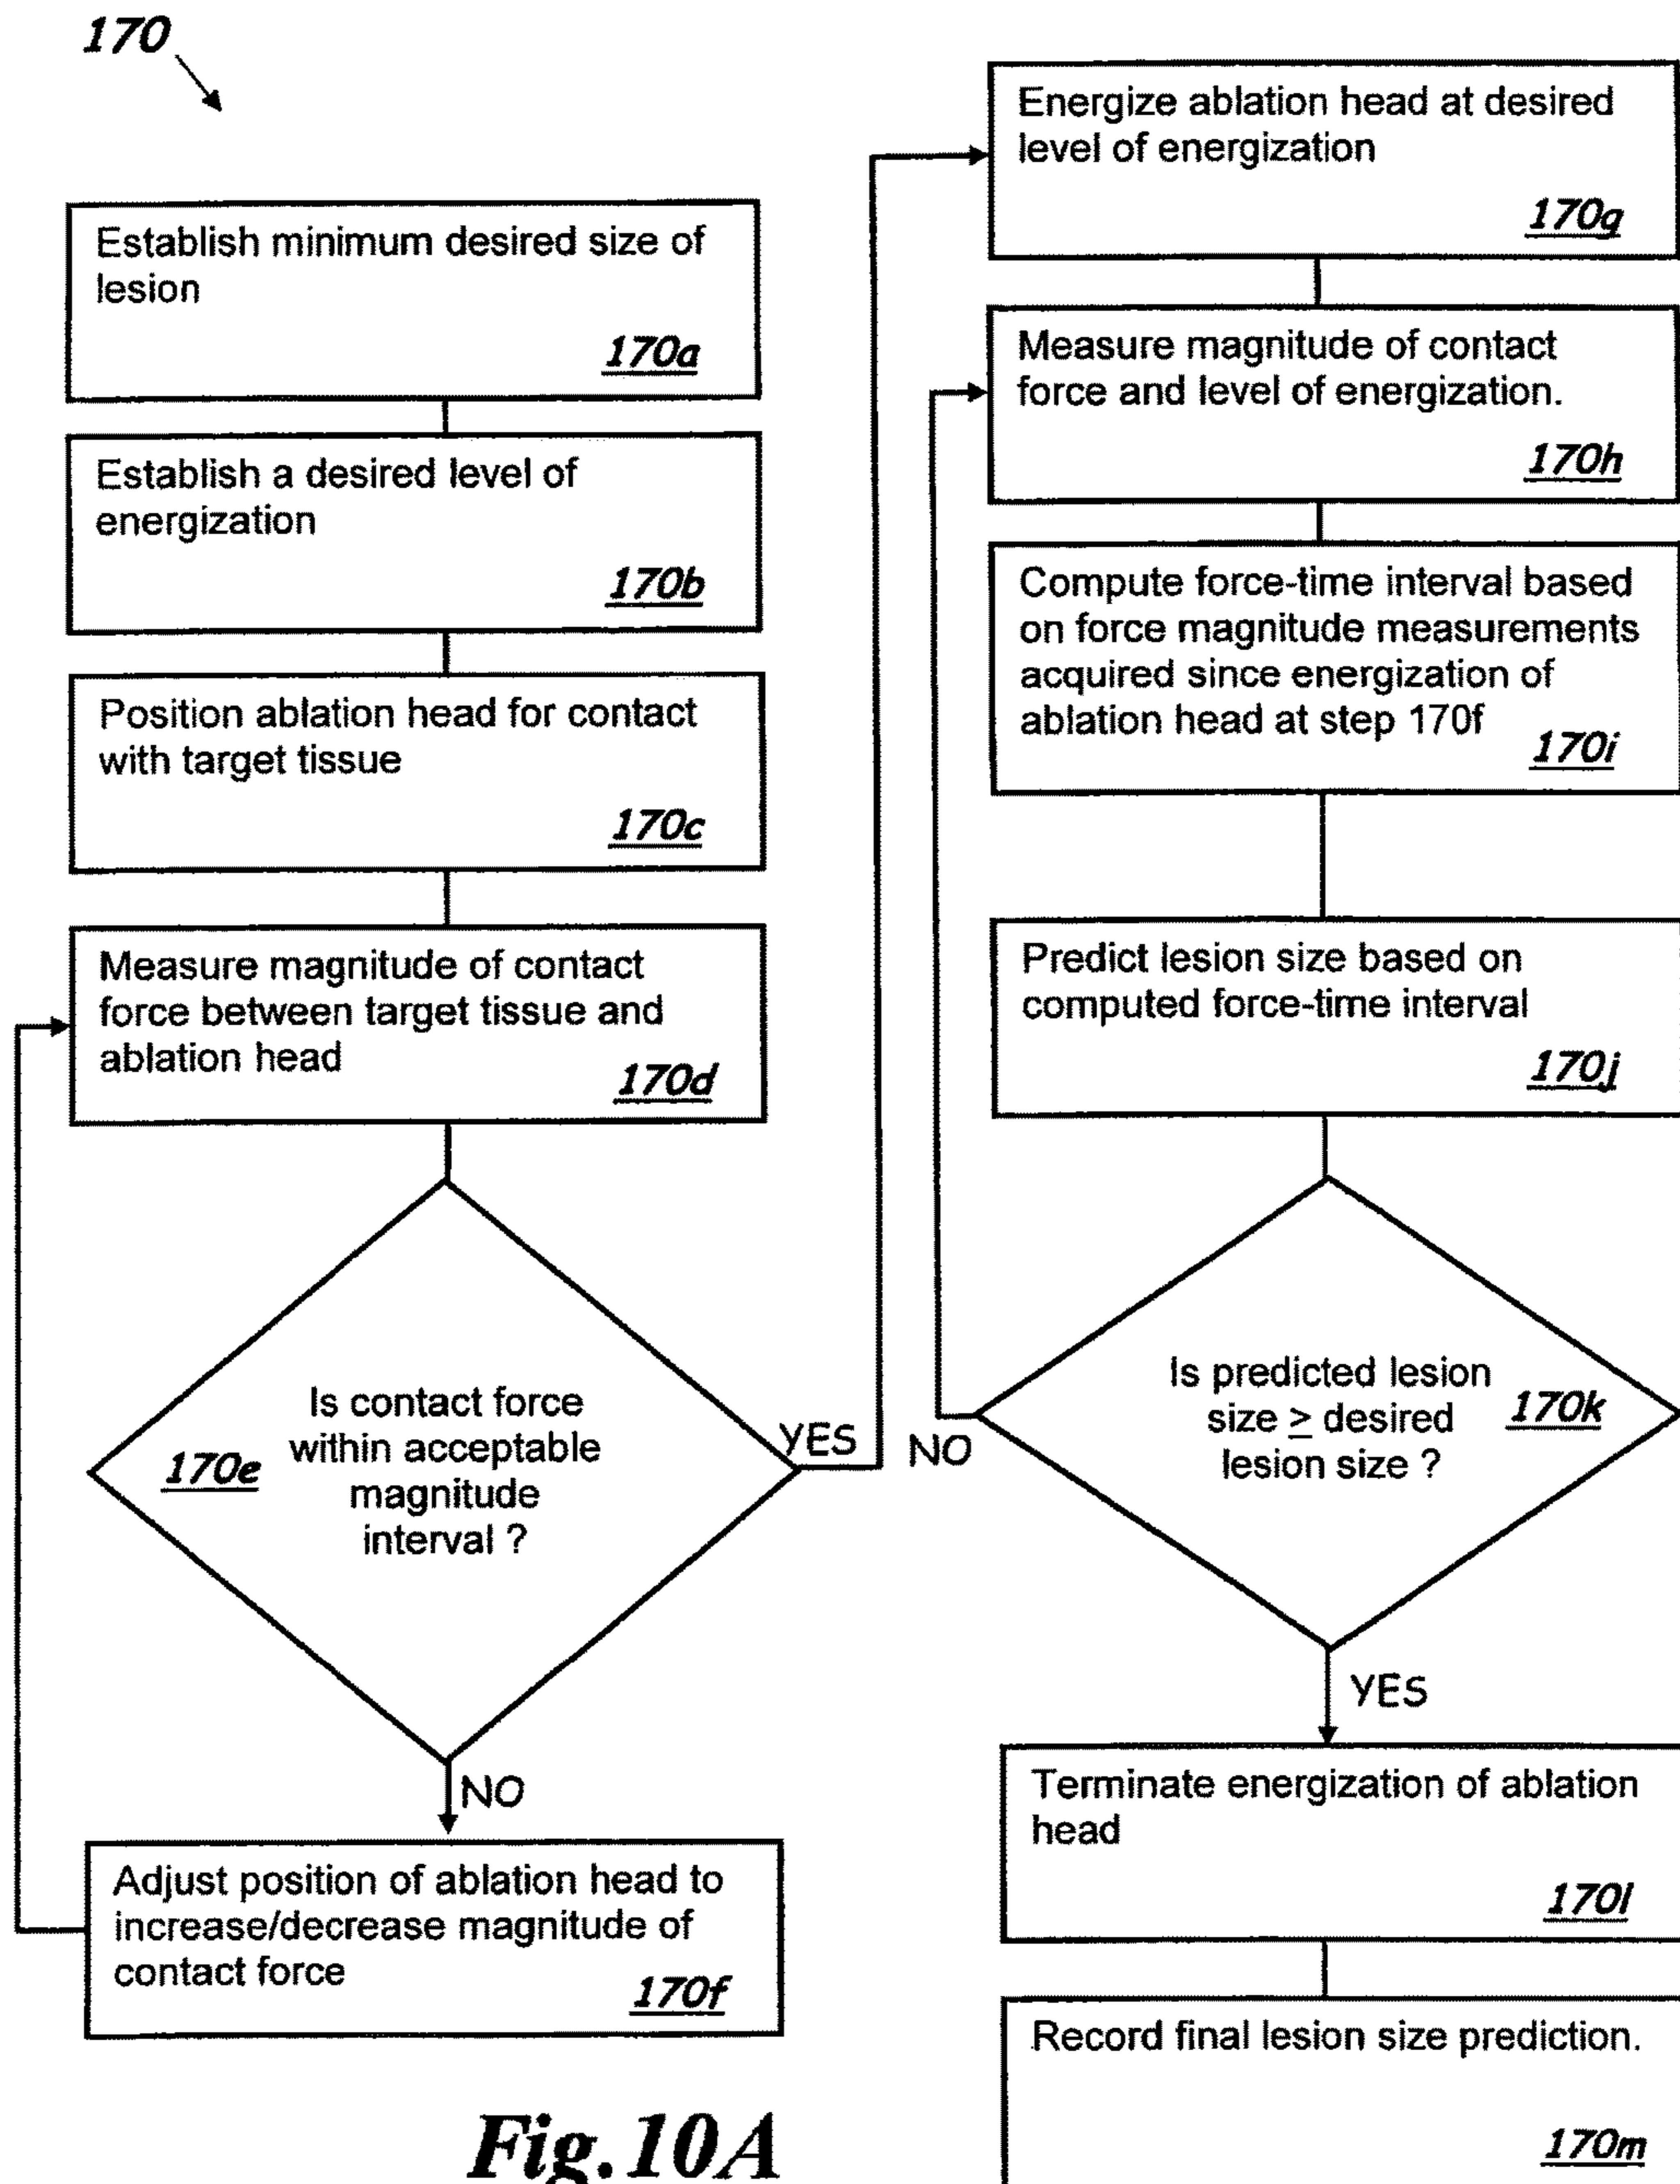 170
Establish minimum desired size of
lesion
170a
Establish a desired level of
energization
170b
Position ablation head for contact
with target tissue
170c
Measure magnitude of contact
force between target tissue and
ablation head
170d
Is contact force
within acceptable
magnitude
interval ?
170e
YES
NO
Adjust position of ablation head to
increase/decrease magnitude of
contact force
170f
Energize ablation head at desired
level of energization
170g
Measure magnitude of contact
force and level of energization.
170h
Compute force-time interval based
on force magnitude measurements
acquired since energization of
ablation head at step 170f
170i
Predict lesion size based on
computed force-time interval
170j
Is predicted lesion
size ≥ desired
lesion size ?
170k
NO
YES
Terminate energization of ablation
head
170l
Record final lesion size prediction.
170m
Fig.10A